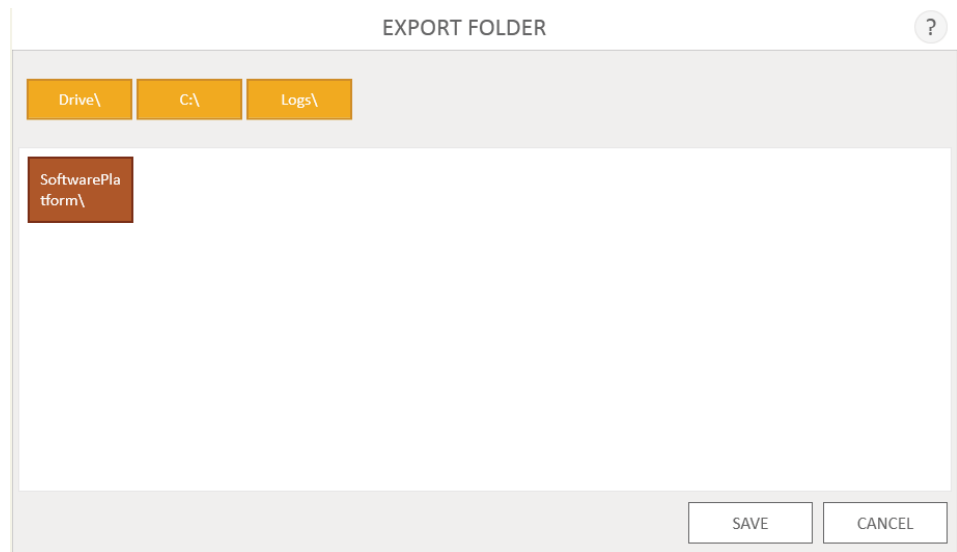 EXPORT FOLDER
?
Drive\ C:\ Logs\
SoftwarePla
tform\
SAVE CANCEL